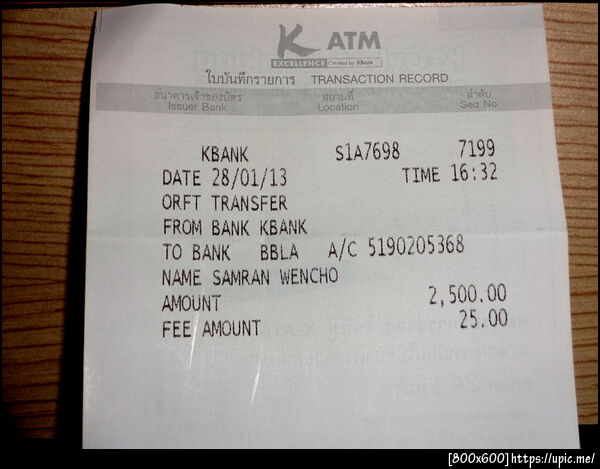 K ATM
EXCELLENCE Created by KBank
ใบบันทึกรายการ TRANSACTION RECORD
ธนาคารเจ้าของบัตร สถานที่ ลำดับ
Issuer Bank Location Seq No.
KBANK S1A7698 7199
DATE 28/01/13 TIME 16:32
ORFT TRANSFER
FROM BANK KBANK
TO BANK BBLA A/C 5190205368
NAME SAMRAN WENCHO
AMOUNT 2,500.00
FEE AMOUNT 25.00
[800x600]https://upic.me/